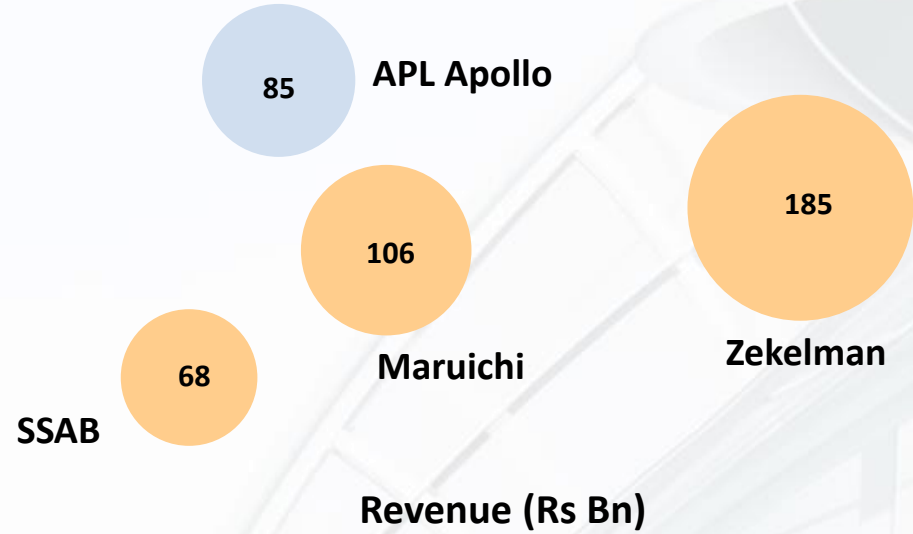 85
APL Apollo
106
Maruichi
185
Zekelman
68
SSAB
Revenue (Rs Bn)